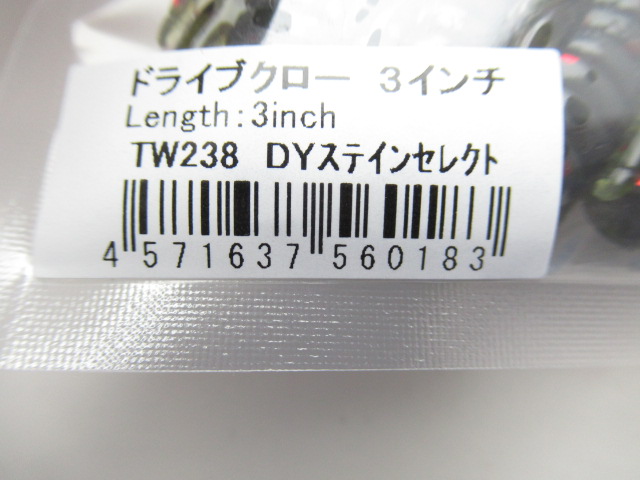 ドライブクロー 3インチ
Length:3inch
TW238 DYステインセレクト
4 571637 560183